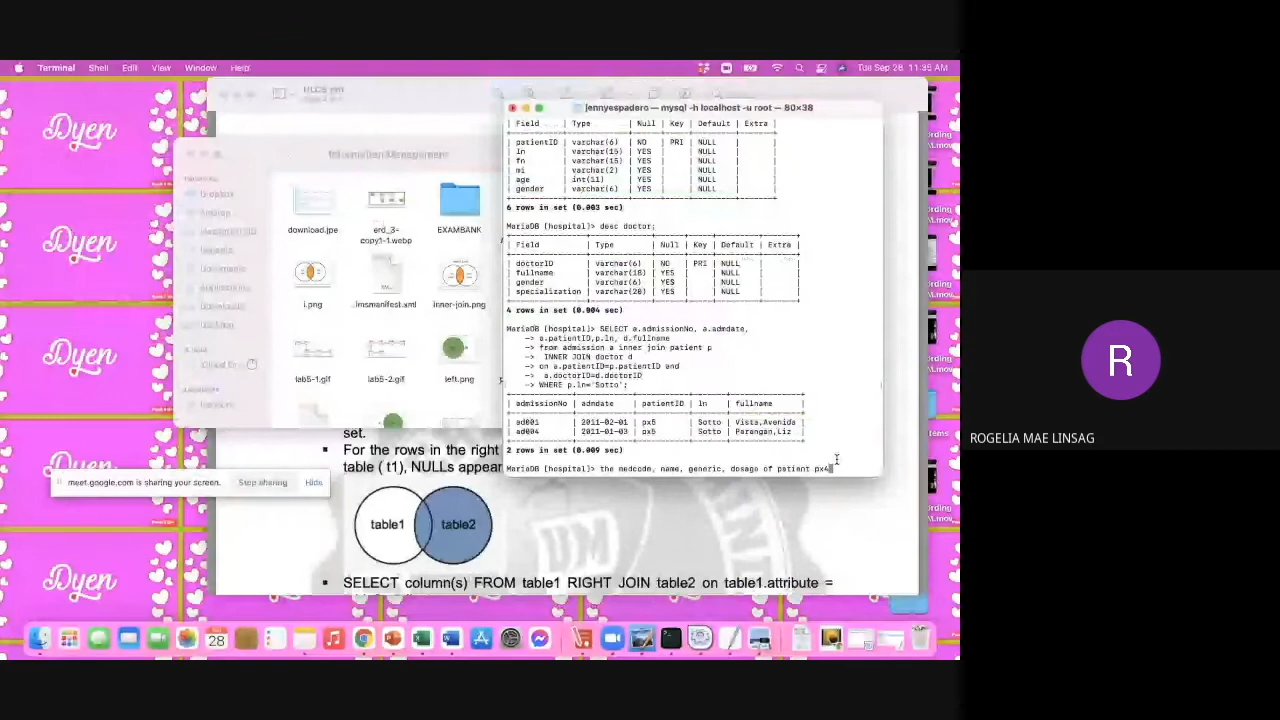 Terminal Shell Edit View Window Help
Tue Sep 28 11:35 AM
jennyespadero — mysql -h localhost -u root — 80×38
| Field | Type | Null | Key | Default | Extra |
| patientID | varchar(6) | NO | PRI | NULL | |
| ln | varchar(15) | YES | | NULL | |
| fn | varchar(15) | YES | | NULL | |
| mi | varchar(2) | YES | | NULL | |
| age | int(11) | YES | | NULL | |
| gender | varchar(6) | YES | | NULL | |
6 rows in set (0.003 sec)
MariaDB [hospital]> desc doctor;
| Field | Type | Null | Key | Default | Extra |
| doctorID | varchar(6) | NO | PRI | NULL | |
| fullname | varchar(18) | YES | | NULL | |
| gender | varchar(6) | YES | | NULL | |
| specialization | varchar(20) | YES | | NULL | |
4 rows in set (0.004 sec)
MariaDB [hospital]> SELECT a.admissionNo, a.admdate,
-> a.patientID,p.ln, d.fullname
-> from admission a inner join patient p
-> INNER JOIN doctor d
-> on a.patientID=p.patientID and
-> a.doctorID=d.doctorID
-> WHERE p.ln='Sotto';
| admissionNo | admdate | patientID | ln | fullname |
| ad001 | 2011-02-01 | px5 | Sotto | Vista,Avenida |
| ad004 | 2011-01-03 | px5 | Sotto | Parangan,Liz |
2 rows in set (0.009 sec)
MariaDB [hospital]> the medcode, name, generic, dosage of patient px4
Information Management
download.jpe
erd_3-copy1-1.webp
EXAMBANK
i.png
imsmanifest.xml
inner-join.png
lab5-1.gif
lab5-2.gif
left.png
set.
For the rows in the right
table ( t1), NULLs appear
meet.google.com is sharing your screen. Stop sharing Hide
table1 table2
SELECT column(s) FROM table1 RIGHT JOIN table2 on table1.attribute =
Dyen
Dyen
Dyen
Dyen
Dyen
SEP
28
R
ROGELIA MAE LINSAG